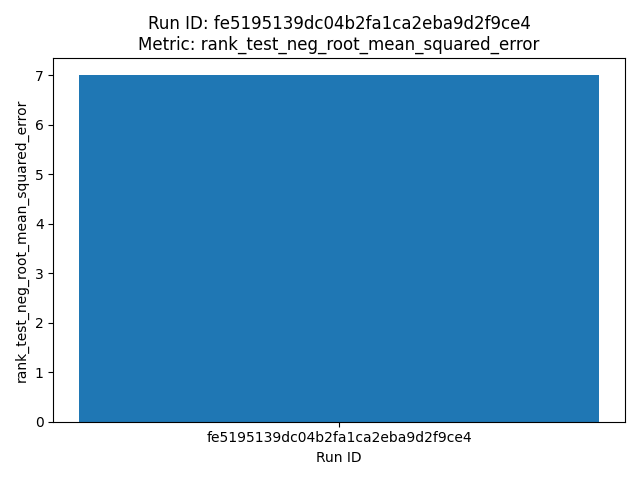 Run ID: fe5195139dc04b2fa1ca2eba9d2f9ce4
Metric: rank_test_neg_root_mean_squared_error
rank_test_neg_root_mean_squared_error
7
6
5
4
3
2
1
0
fe5195139dc04b2fa1ca2eba9d2f9ce4
Run ID